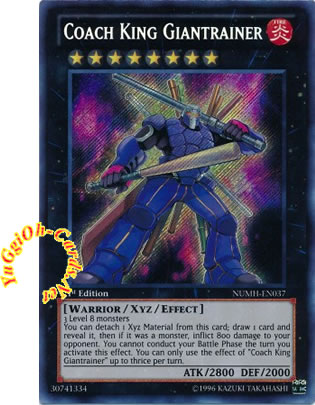 COACH KING GIANTRAINER
FIRE
炎
YuGgiOh-Cards.Net
1st Edition
NUMH-EN037
[WARRIOR / XYZ / EFFECT]
3 Level 8 monsters
You can detach 1 Xyz Material from this card; draw 1 card and
reveal it, then if it was a monster, inflict 800 damage to your
opponent. You cannot conduct your Battle Phase the turn you
activate this effect. You can only use the effect of "Coach King
Giantrainer" up to thrice per turn.
ATK/2800 DEF/2000
30741334
©1996 KAZUKI TAKAHASHI